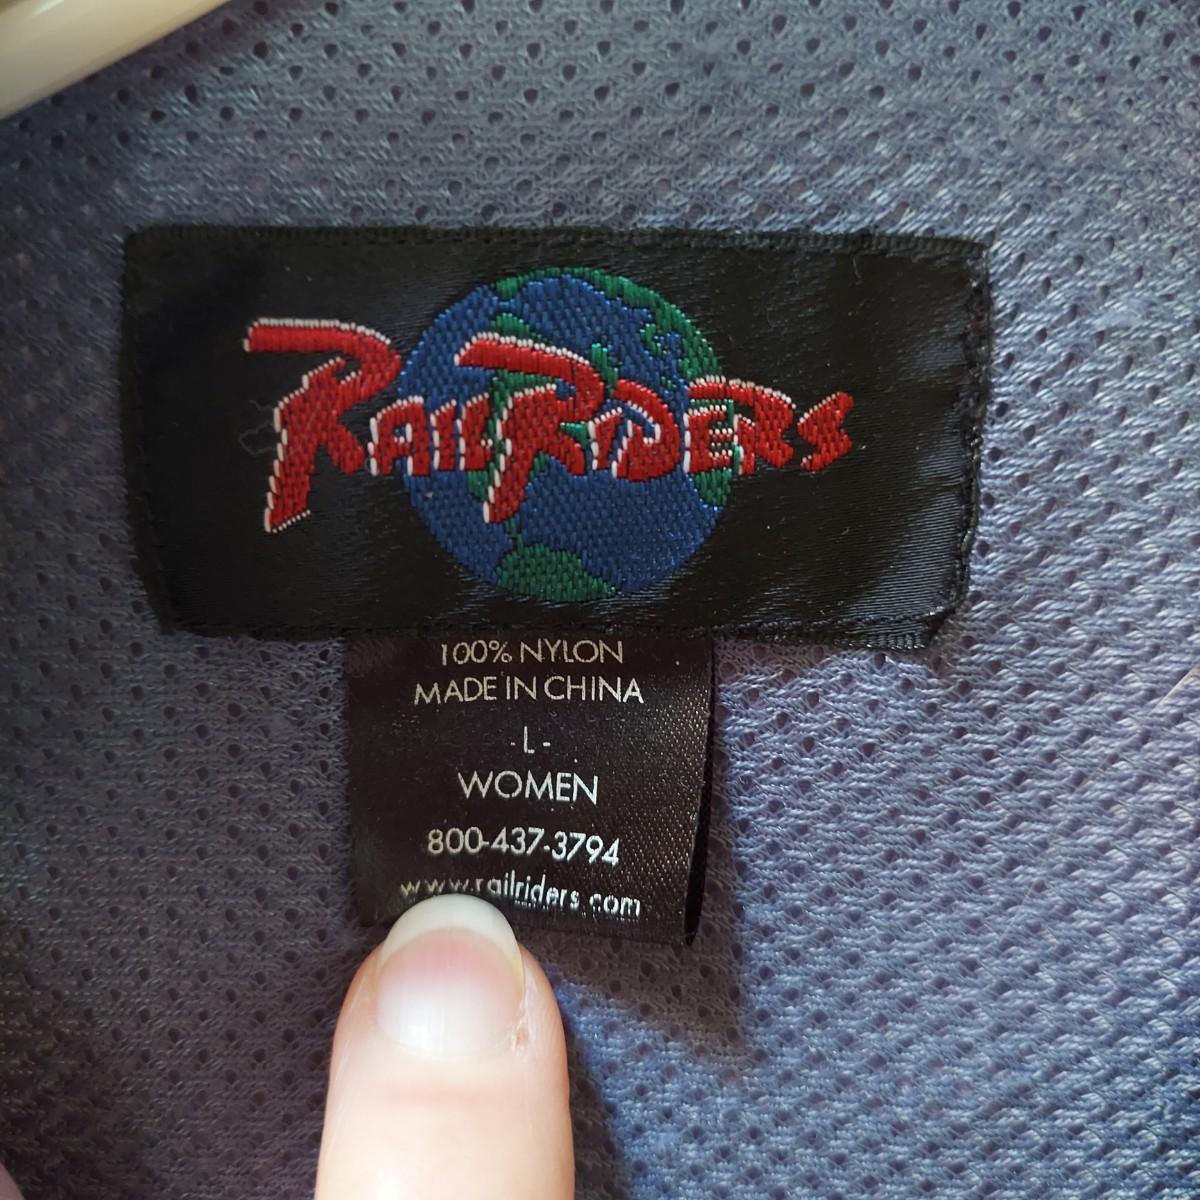 RAILRIDERS
100% NYLON
MADE IN CHINA
-L-
WOMEN
800-437-3794
www.railriders.com